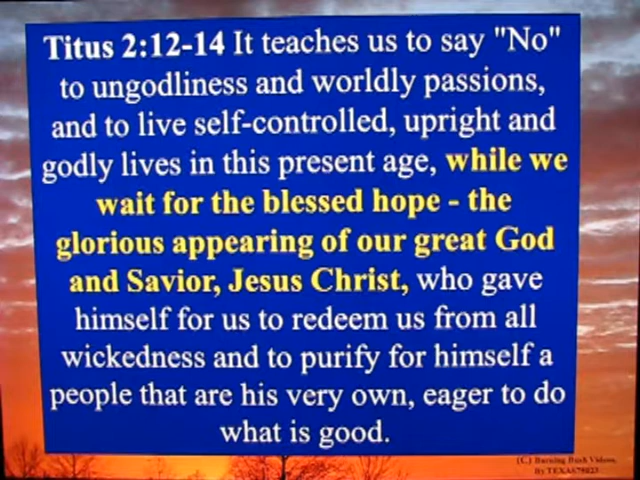 Titus 2:12-14 It teaches us to say "No"
to ungodliness and worldly passions,
and to live self-controlled, upright and
godly lives in this present age, while we
wait for the blessed hope - the
glorious appearing of our great God
and Savior, Jesus Christ, who gave
himself for us to redeem us from all
wickedness and to purify for himself a
people that are his very own, eager to do
what is good.
(C) Burning Bush Videos,
By TEXAS79023